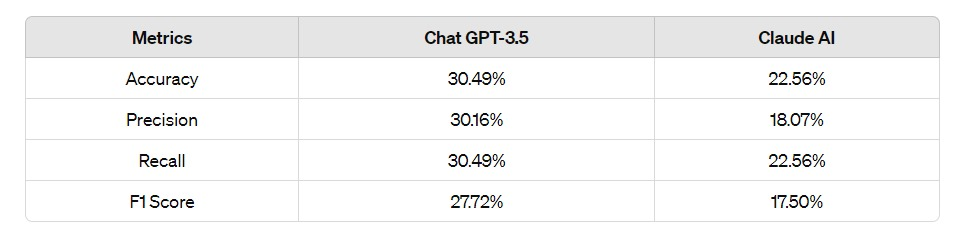 Metrics Chat GPT-3.5 Claude AI
Accuracy 30.49% 22.56%
Precision 30.16% 18.07%
Recall 30.49% 22.56%
F1 Score 27.72% 17.50%